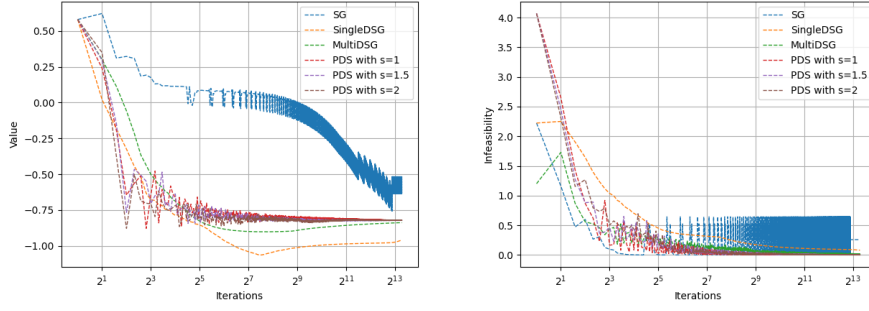 SG
SingleDSG
MultiDSG
PDS with s=1
PDS with s=1.5
PDS with s=2
0.50
0.25
0.00
−0.25
−0.50
−0.75
−1.00
Value
2^1
2^3
2^5
2^7
2^9
2^11
2^13
Iterations
SG
SingleDSG
MultiDSG
PDS with s=1
PDS with s=1.5
PDS with s=2
4.0
3.5
3.0
2.5
2.0
1.5
1.0
0.5
0.0
Infeasibility
2^1
2^3
2^5
2^7
2^9
2^11
2^13
Iterations